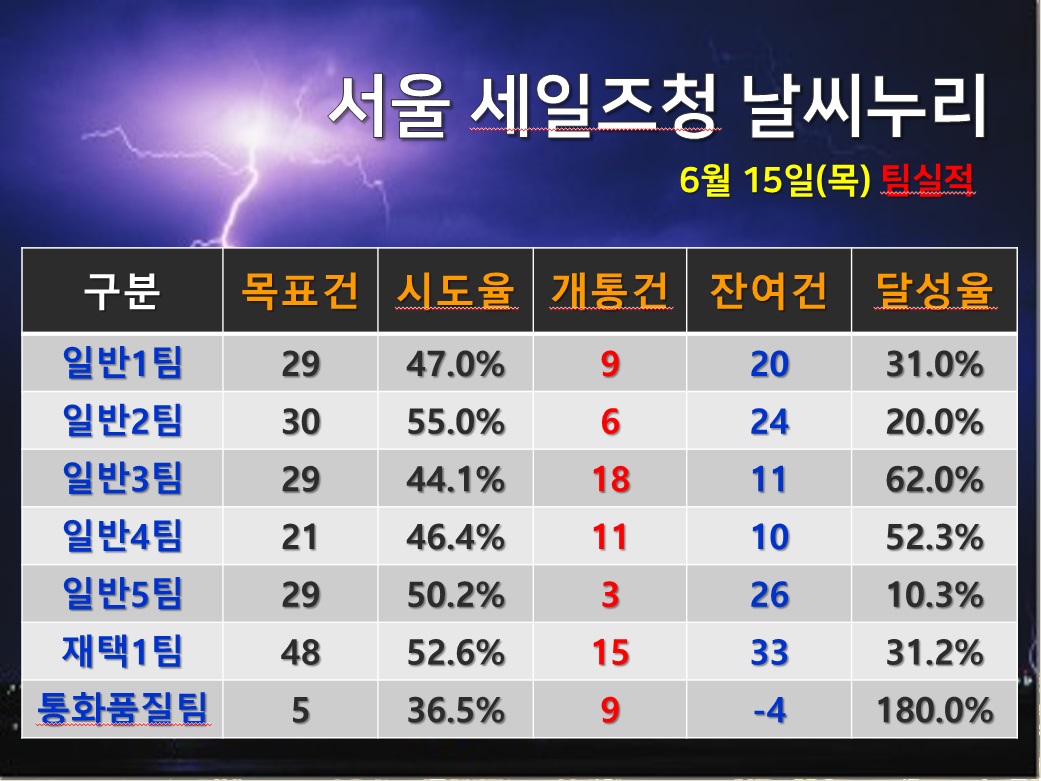 서울 세일즈청 날씨누리
6월 15일(목) 팀실적
구분 목표건 시도율 개통건 잔여건 달성율
일반1팀 29 47.0% 9 20 31.0%
일반2팀 30 55.0% 6 24 20.0%
일반3팀 29 44.1% 18 11 62.0%
일반4팀 21 46.4% 11 10 52.3%
일반5팀 29 50.2% 3 26 10.3%
재택1팀 48 52.6% 15 33 31.2%
통화품질팀 5 36.5% 9 -4 180.0%